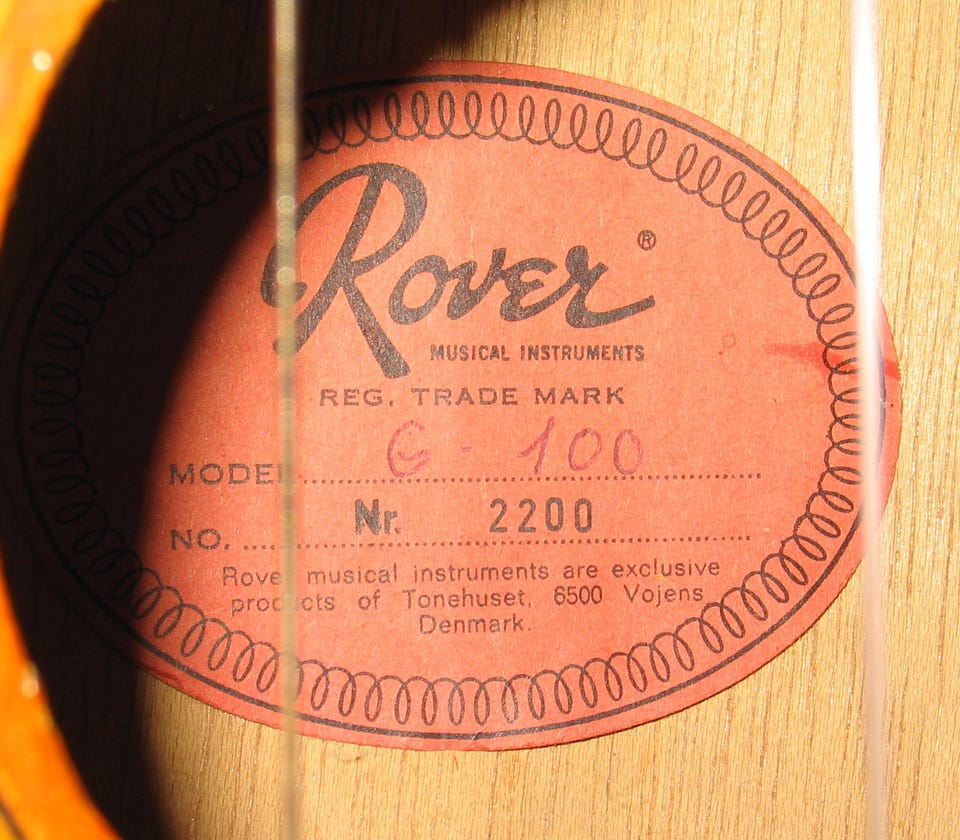 Rover ®
MUSICAL INSTRUMENTS
REG. TRADE MARK
MODEL G-100
NO. Nr. 2200
Rover musical instruments are exclusive
products of Tonehuset, 6500 Vojens
Denmark.